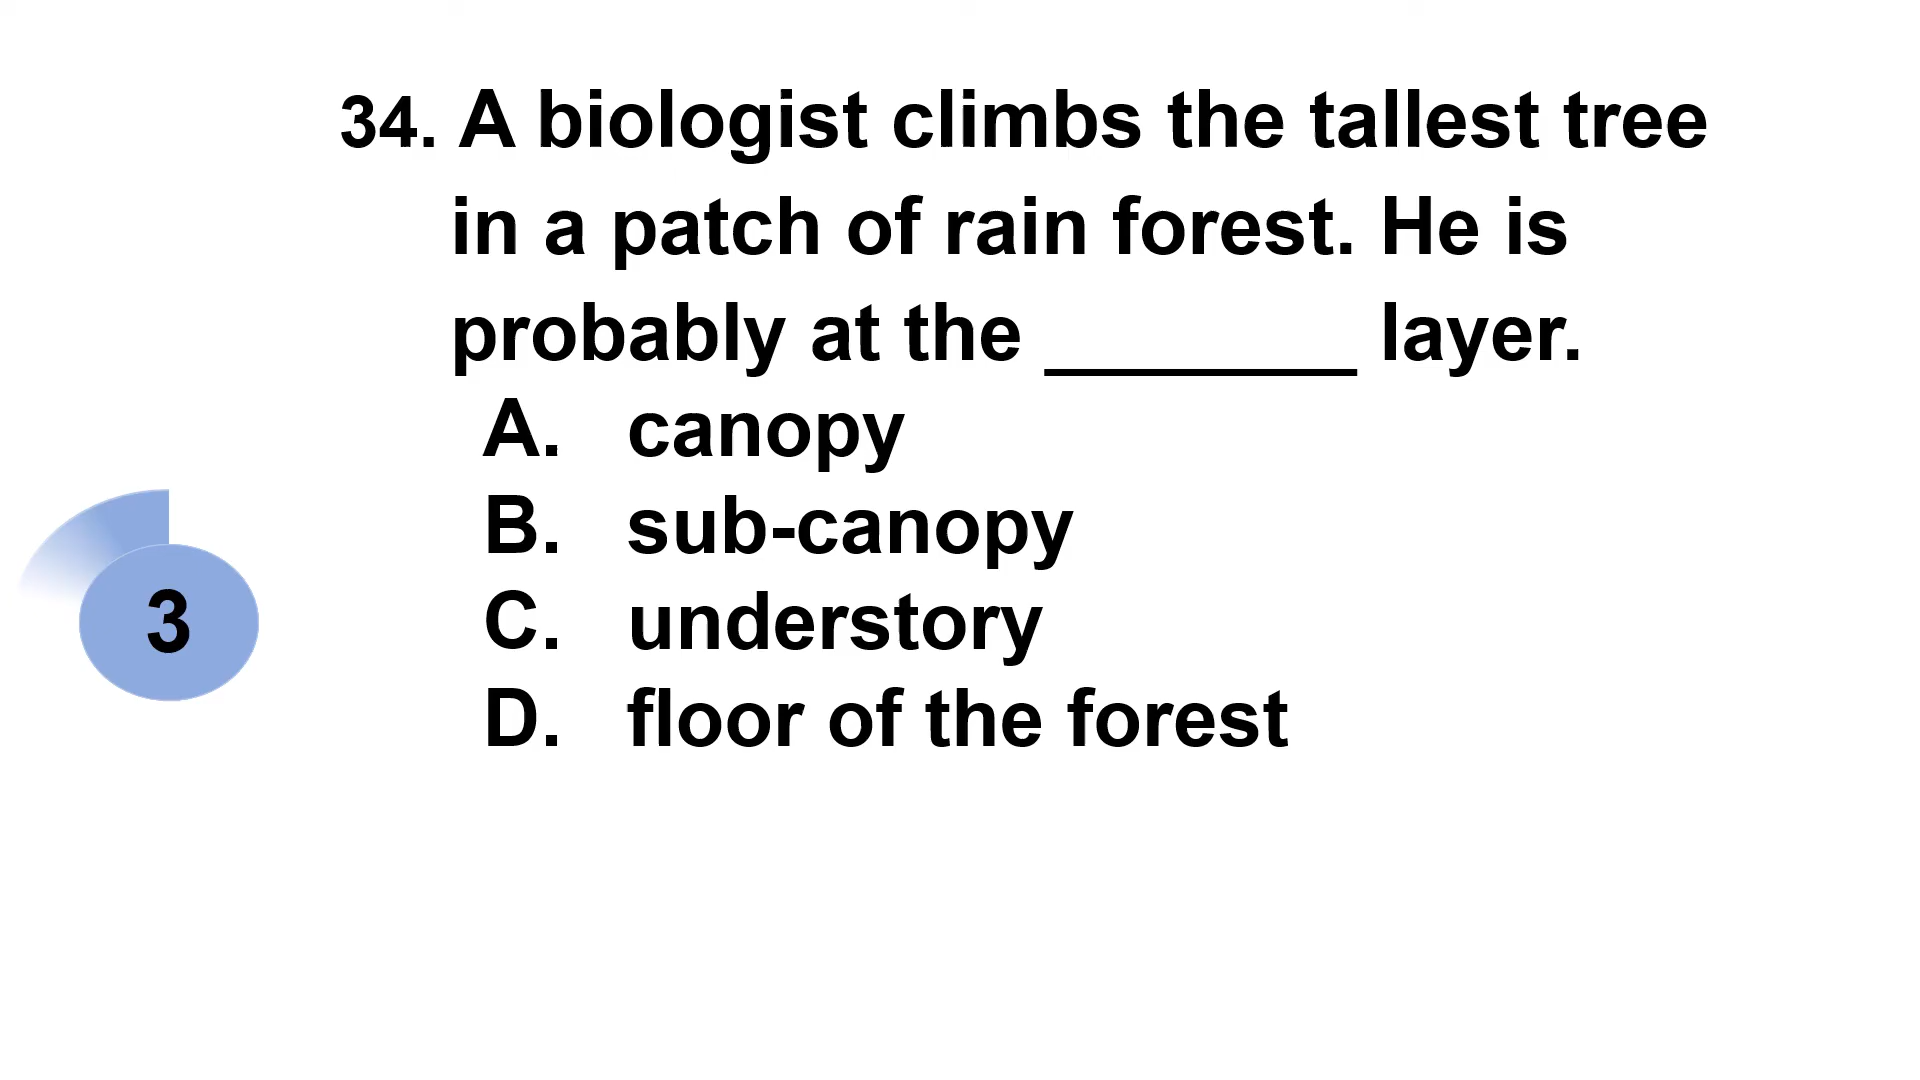 34. A biologist climbs the tallest tree
in a patch of rain forest. He is
probably at the ________ layer.
A. canopy
B. sub-canopy
3
C. understory
D. floor of the forest